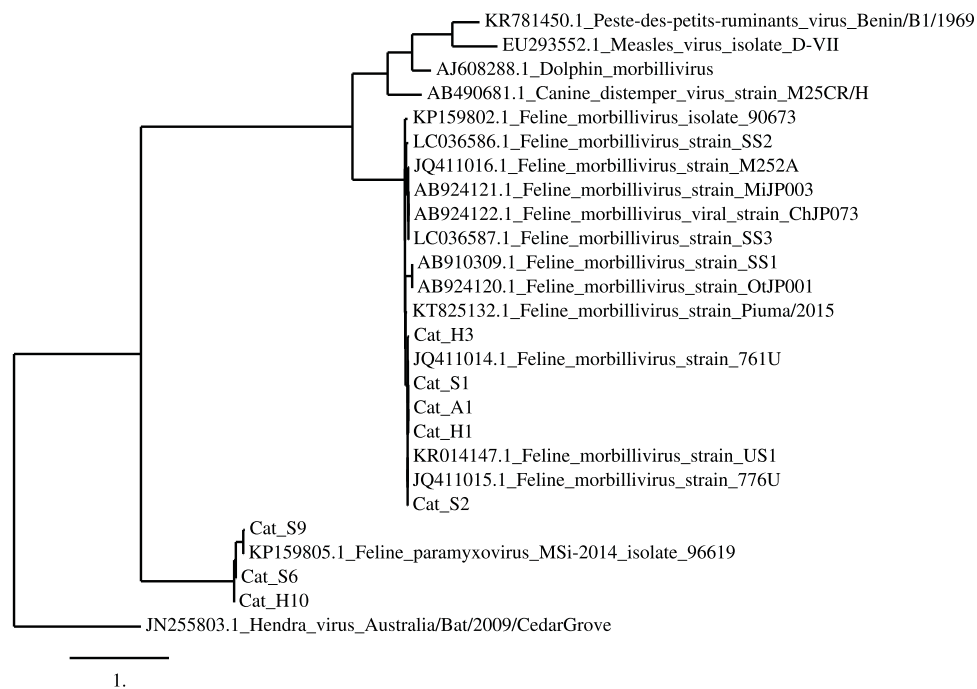 KR781450.1_Peste-des-petits-ruminants_virus_Benin/B1/1969
EU293552.1_Measles_virus_isolate_D-VII
AJ608288.1_Dolphin_morbillivirus
AB490681.1_Canine_distemper_virus_strain_M25CR/H
KP159802.1_Feline_morbillivirus_isolate_90673
LC036586.1_Feline_morbillivirus_strain_SS2
JQ411016.1_Feline_morbillivirus_strain_M252A
AB924121.1_Feline_morbillivirus_strain_MiJP003
AB924122.1_Feline_morbillivirus_viral_strain_ChJP073
LC036587.1_Feline_morbillivirus_strain_SS3
AB910309.1_Feline_morbillivirus_strain_SS1
AB924120.1_Feline_morbillivirus_strain_OtJP001
KT825132.1_Feline_morbillivirus_strain_Piuma/2015
Cat_H3
JQ411014.1_Feline_morbillivirus_strain_761U
Cat_S1
Cat_A1
Cat_H1
KR014147.1_Feline_morbillivirus_strain_US1
JQ411015.1_Feline_morbillivirus_strain_776U
Cat_S2
Cat_S9
KP159805.1_Feline_paramyxovirus_MSi-2014_isolate_96619
Cat_S6
Cat_H10
JN255803.1_Hendra_virus_Australia/Bat/2009/CedarGrove
1.